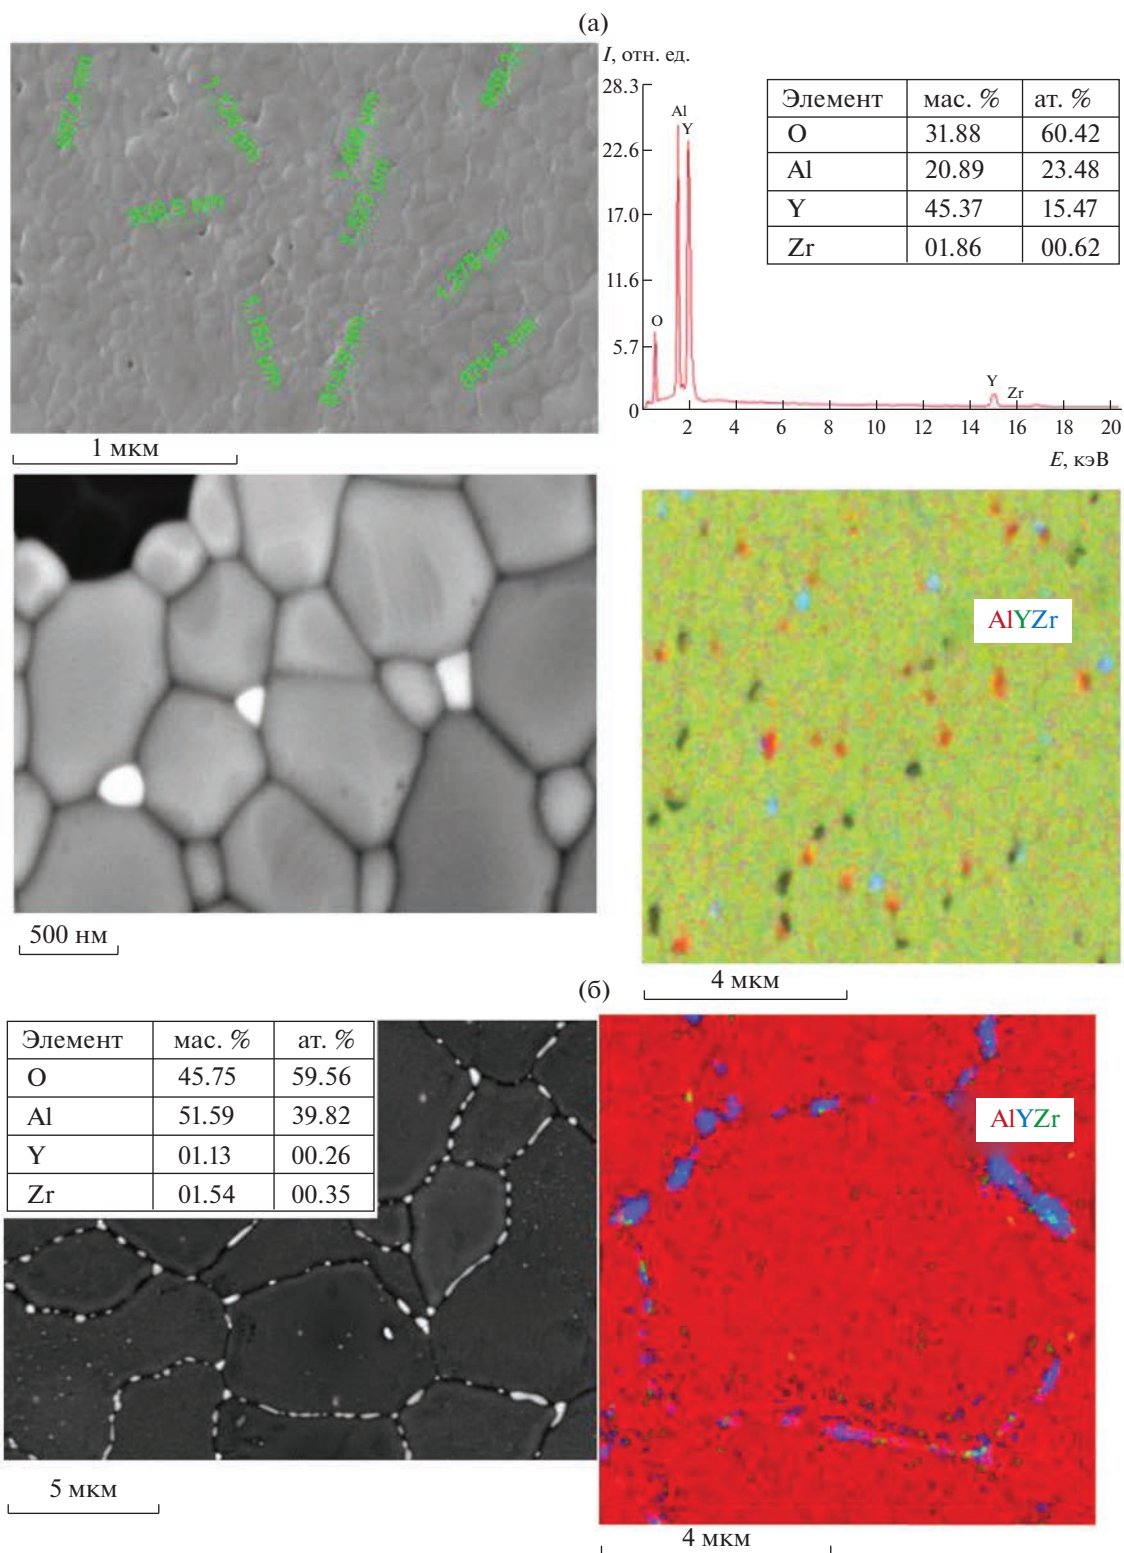 (а)
I, отн. ед.
28.3
22.6
17.0
11.6
5.7
0
Al
Y
O
Y
Zr
2 4 6 8 10 12 14 16 18 20
E, кэВ
Элемент мас. % ат. %
O 31.88 60.42
Al 20.89 23.48
Y 45.37 15.47
Zr 01.86 00.62
1 мкм
AlYZr
500 нм
4 мкм
(б)
Элемент мас. % ат. %
O 45.75 59.56
Al 51.59 39.82
Y 01.13 00.26
Zr 01.54 00.35
AlYZr
5 мкм
4 мкм